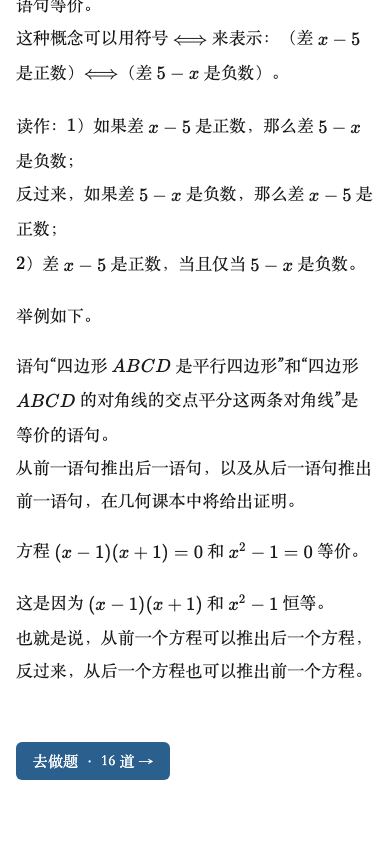 语句等价。
这种概念可以用符号 ⟺ 来表示：（差 x − 5
是正数）⟺（差 5 − x 是负数）。
读作：1）如果差 x − 5 是正数，那么差 5 − x
是负数；
反过来，如果差 5 − x 是负数，那么差 x − 5 是
正数；
2）差 x − 5 是正数，当且仅当 5 − x 是负数。
举例如下。
语句“四边形 ABCD 是平行四边形”和“四边形
ABCD 的对角线的交点平分这两条对角线”是
等价的语句。
从前一语句推出后一语句，以及从后一语句推出
前一语句，在几何课本中将给出证明。
方程 (x − 1)(x + 1) = 0 和 x² − 1 = 0 等价。
这是因为 (x − 1)(x + 1) 和 x² − 1 恒等。
也就是说，从前一个方程可以推出后一个方程，
反过来，从后一个方程也可以推出前一个方程。
去做题 · 16 道 →